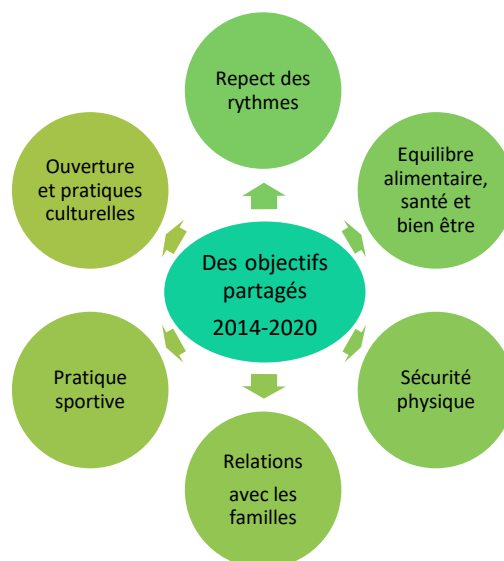 Repect des
rythmes
Ouverture
et pratiques
culturelles
Equilibre
alimentaire,
santé et
bien être
Des objectifs
partagés
2014-2020
Pratique
sportive
Sécurité
physique
Relations
avec les
familles